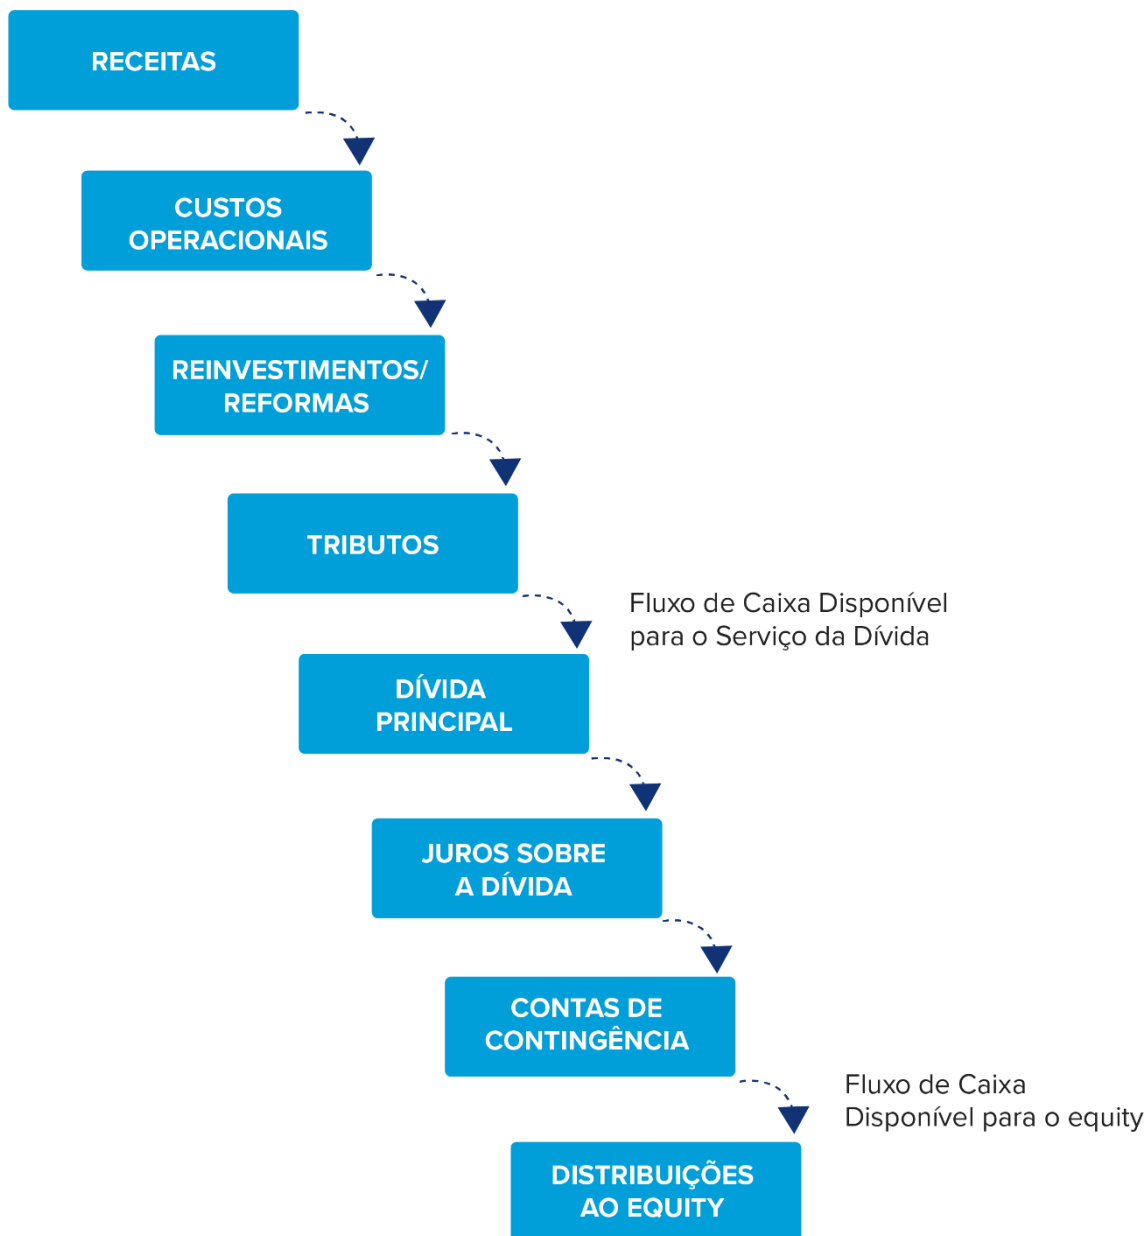 RECEITAS
CUSTOS
OPERACIONAIS
REINVESTIMENTOS/
REFORMAS
TRIBUTOS
Fluxo de Caixa Disponível
para o Serviço da Dívida
DÍVIDA
PRINCIPAL
JUROS SOBRE
A DÍVIDA
CONTAS DE
CONTINGÊNCIA
Fluxo de Caixa
Disponível para o equity
DISTRIBUIÇÕES
AO EQUITY